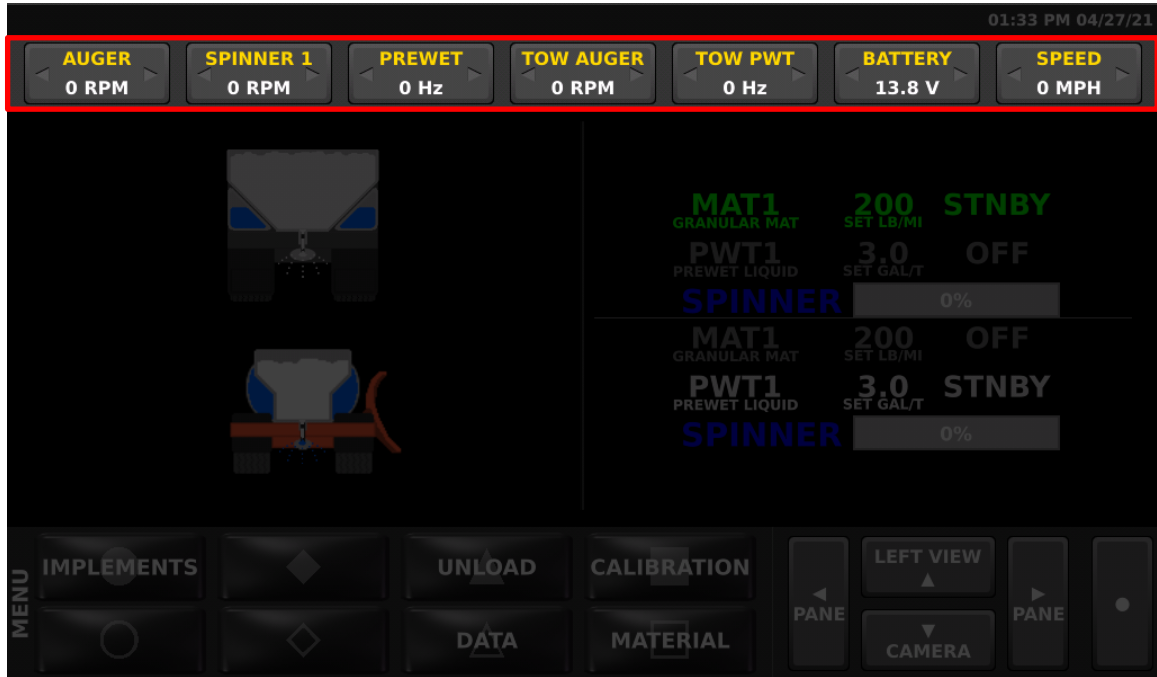 01:33 PM 04/27/21
AUGER SPINNER 1 PREWET TOW AUGER TOW PWT BATTERY SPEED
0 RPM 0 RPM 0 Hz 0 RPM 0 Hz 13.8 V 0 MPH
MAT1 200 STNBY
GRANULAR MAT SET LB/MI
PWT1 3.0 OFF
PREWET LIQUID SET GAL/T
SPINNER 0%
MAT1 200 OFF
GRANULAR MAT SET LB/MI
PWT1 3.0 STNBY
PREWET LIQUID SET GAL/T
SPINNER 0%
MENU
IMPLEMENTS UNLOAD CALIBRATION
DATA MATERIAL
PANE
LEFT VIEW
CAMERA
PANE